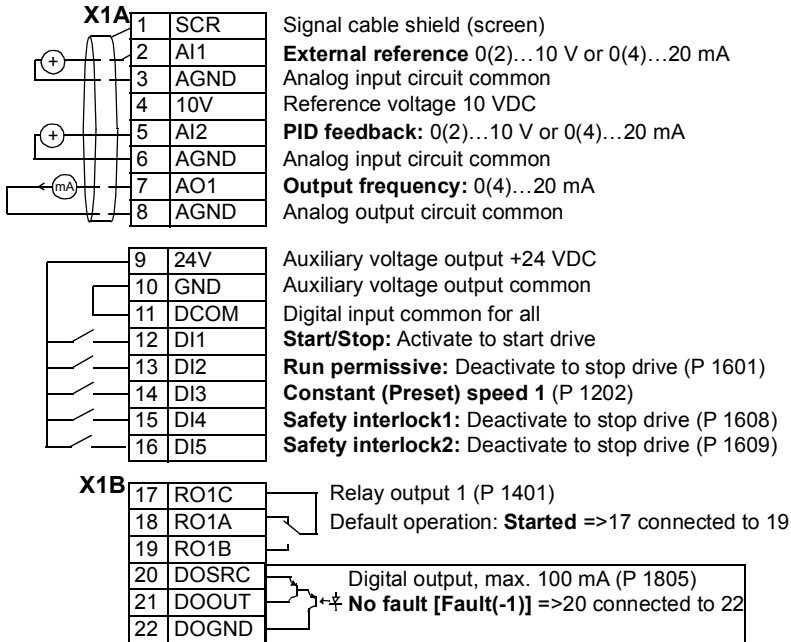 X1A
1 SCR Signal cable shield (screen)
2 AI1 External reference 0(2)…10 V or 0(4)…20 mA
3 AGND Analog input circuit common
4 10V Reference voltage 10 VDC
5 AI2 PID feedback: 0(2)…10 V or 0(4)…20 mA
6 AGND Analog input circuit common
7 AO1 Output frequency: 0(4)…20 mA
8 AGND Analog output circuit common
+
+
mA
9 24V Auxiliary voltage output +24 VDC
10 GND Auxiliary voltage output common
11 DCOM Digital input common for all
12 DI1 Start/Stop: Activate to start drive
13 DI2 Run permissive: Deactivate to stop drive (P 1601)
14 DI3 Constant (Preset) speed 1 (P 1202)
15 DI4 Safety interlock1: Deactivate to stop drive (P 1608)
16 DI5 Safety interlock2: Deactivate to stop drive (P 1609)
X1B
17 RO1C Relay output 1 (P 1401)
18 RO1A Default operation: Started =>17 connected to 19
19 RO1B
20 DOSRC Digital output, max. 100 mA (P 1805)
21 DOOUT No fault [Fault(-1)] =>20 connected to 22
22 DOGND